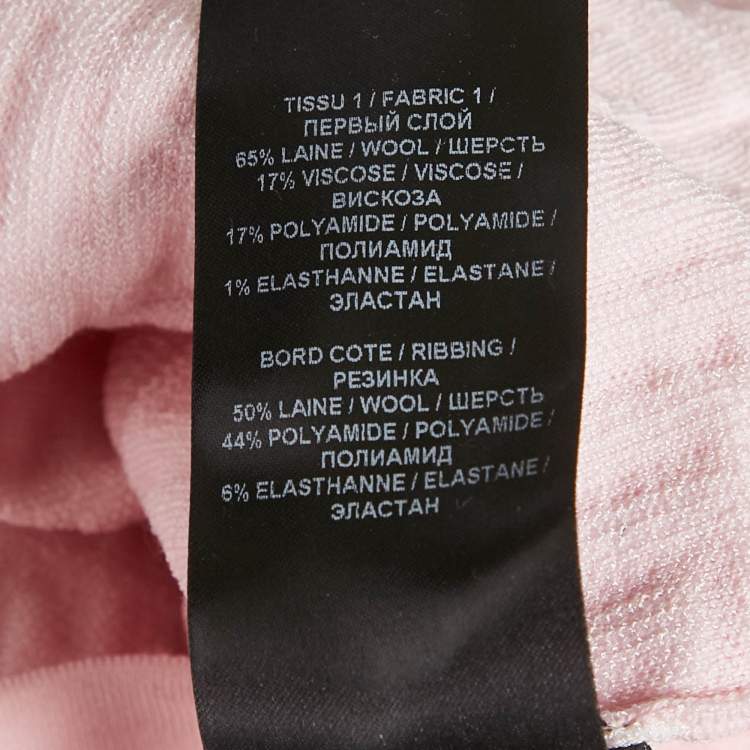 TISSU 1 / FABRIC 1 /
ПЕРВЫЙ СЛОЙ
65% LAINE / WOOL / ШЕРСТЬ
17% VISCOSE / VISCOSE /
ВИСКОЗА
17% POLYAMIDE / POLYAMIDE /
ПОЛИАМИД
1% ELASTHANNE / ELASTANE /
ЭЛАСТАН
BORD COTE / RIBBING /
РЕЗИНКА
50% LAINE / WOOL / ШЕРСТЬ
44% POLYAMIDE / POLYAMIDE /
ПОЛИАМИД
6% ELASTHANNE / ELASTANE /
ЭЛАСТАН